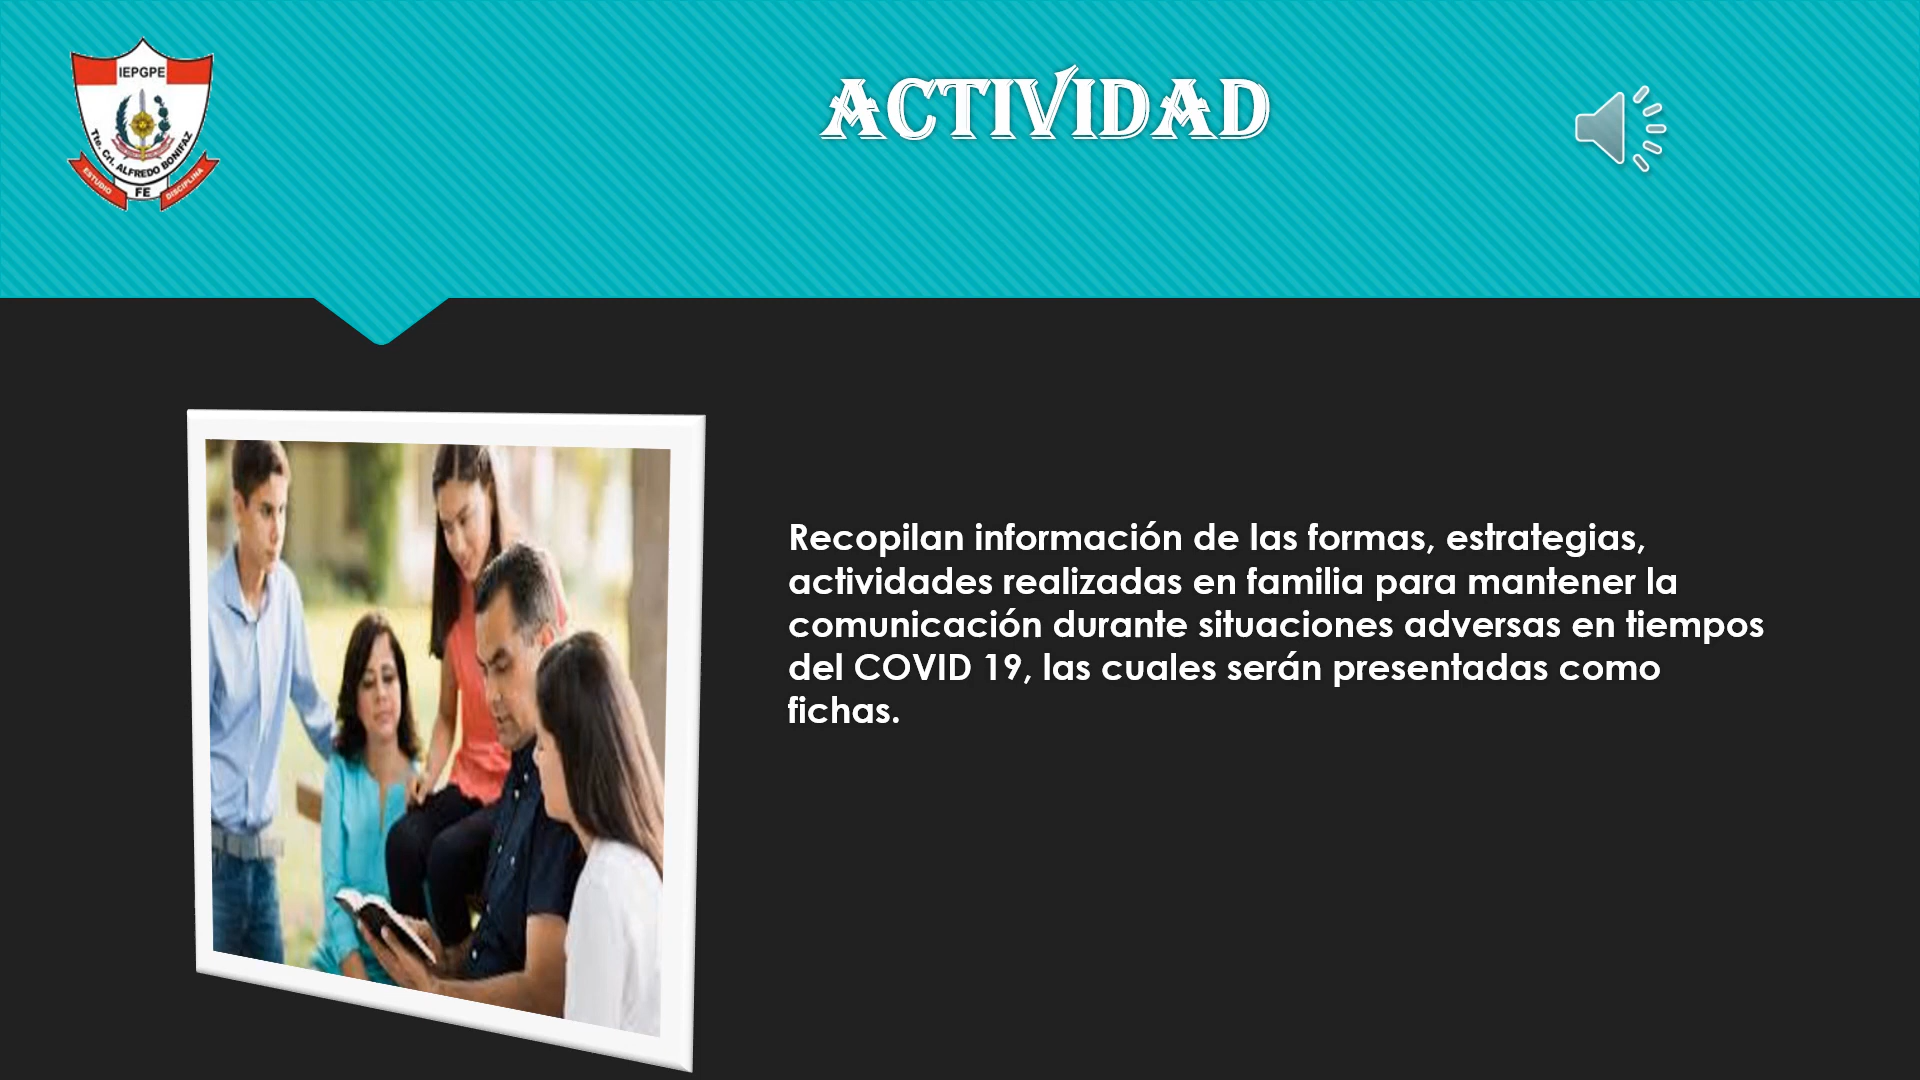 IEPGPE
Tte. Crl. ALFREDO BONIFAZ
ESTUDIO
FE
DISCIPLINA
ACTIVIDAD
Recopilan información de las formas, estrategias,
actividades realizadas en familia para mantener la
comunicación durante situaciones adversas en tiempos
del COVID 19, las cuales serán presentadas como
fichas.